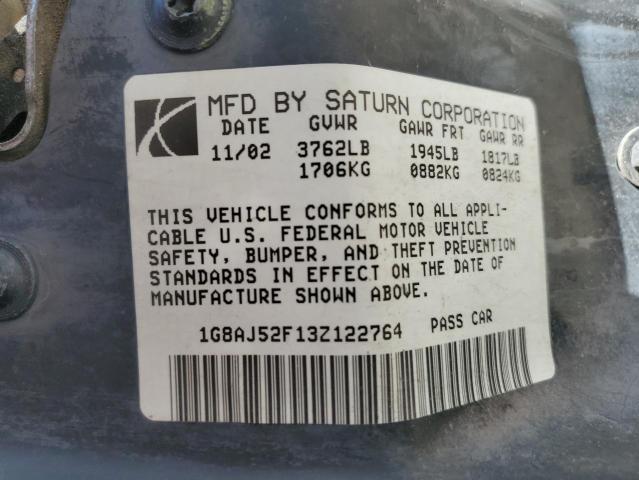 MFD BY SATURN CORPORATION
DATE GVWR GAWR FRT GAWR RR
11/02 3762LB 1945LB 1817LB
1706KG 0882KG 0824KG
THIS VEHICLE CONFORMS TO ALL APPLI-
CABLE U.S. FEDERAL MOTOR VEHICLE
SAFETY, BUMPER, AND THEFT PREVENTION
STANDARDS IN EFFECT ON THE DATE OF
MANUFACTURE SHOWN ABOVE.
1G8AJ52F13Z122764 PASS CAR